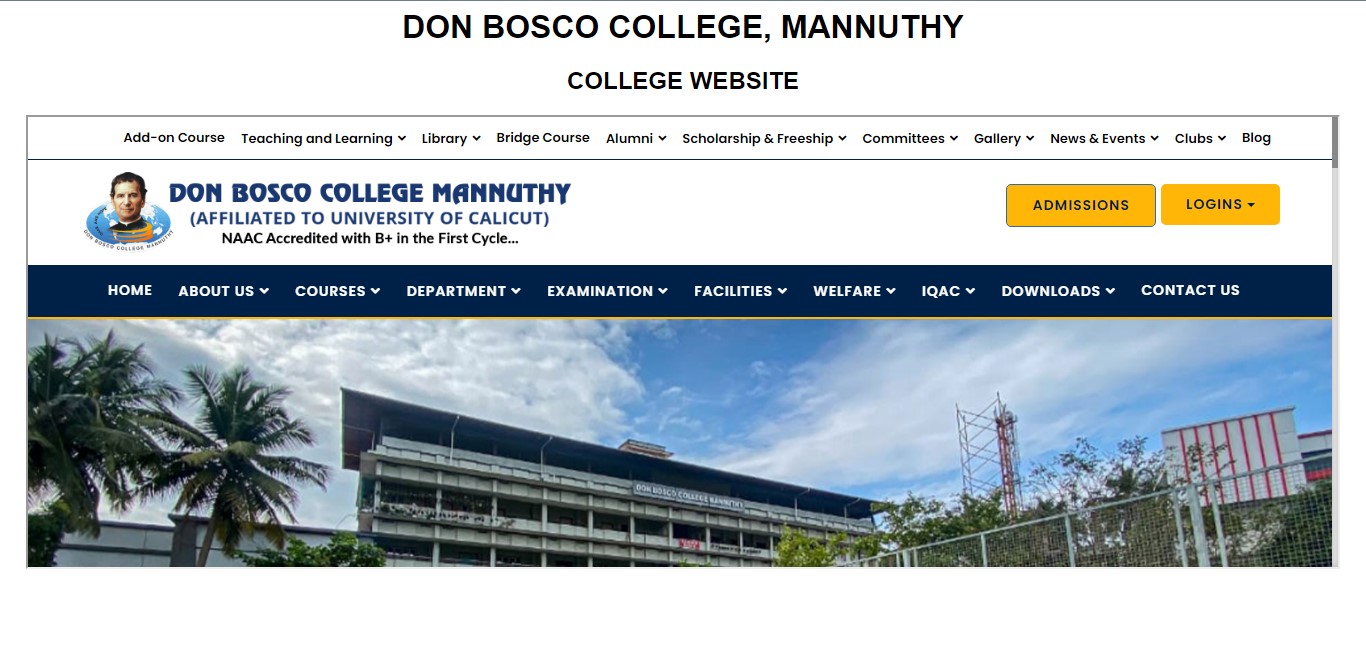 DON BOSCO COLLEGE, MANNUTHY
COLLEGE WEBSITE
Add-on Course Teaching and Learning Library Bridge Course Alumni Scholarship & Freeship Committees Gallery News & Events Clubs Blog
DON BOSCO COLLEGE MANNUTHY
(AFFILIATED TO UNIVERSITY OF CALICUT)
NAAC Accredited with B+ in the First Cycle...
DON BOSCO COLLEGE MANNUTHY
ADMISSIONS LOGINS
HOME ABOUT US COURSES DEPARTMENT EXAMINATION FACILITIES WELFARE IQAC DOWNLOADS CONTACT US
DON BOSCO COLLEGE MANNUTHY